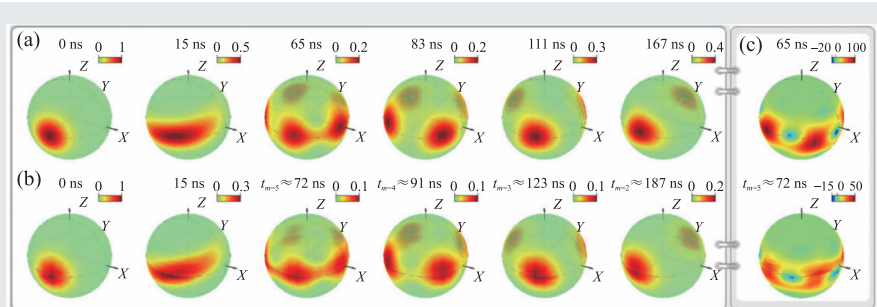 (a) 0 ns 0 1 15 ns 0 0.5 65 ns 0 0.2 83 ns 0 0.2 111 ns 0 0.3 167 ns 0 0.4 (c) 65 ns −20 0 100
Z Z Z Z Z Z Z
Y Y Y Y Y Y Y
X X X X X X X
(b) 0 ns 0 1 15 ns 0 0.3 tm=5≈72 ns 0 0.1 tm=4≈91 ns 0 0.1 tm=3≈123 ns 0 0.1 tm=2≈187 ns 0 0.2 tm=5≈72 ns −15 0 50
Z Z Z Z Z Z Z
Y Y Y Y Y Y Y
X X X X X X X